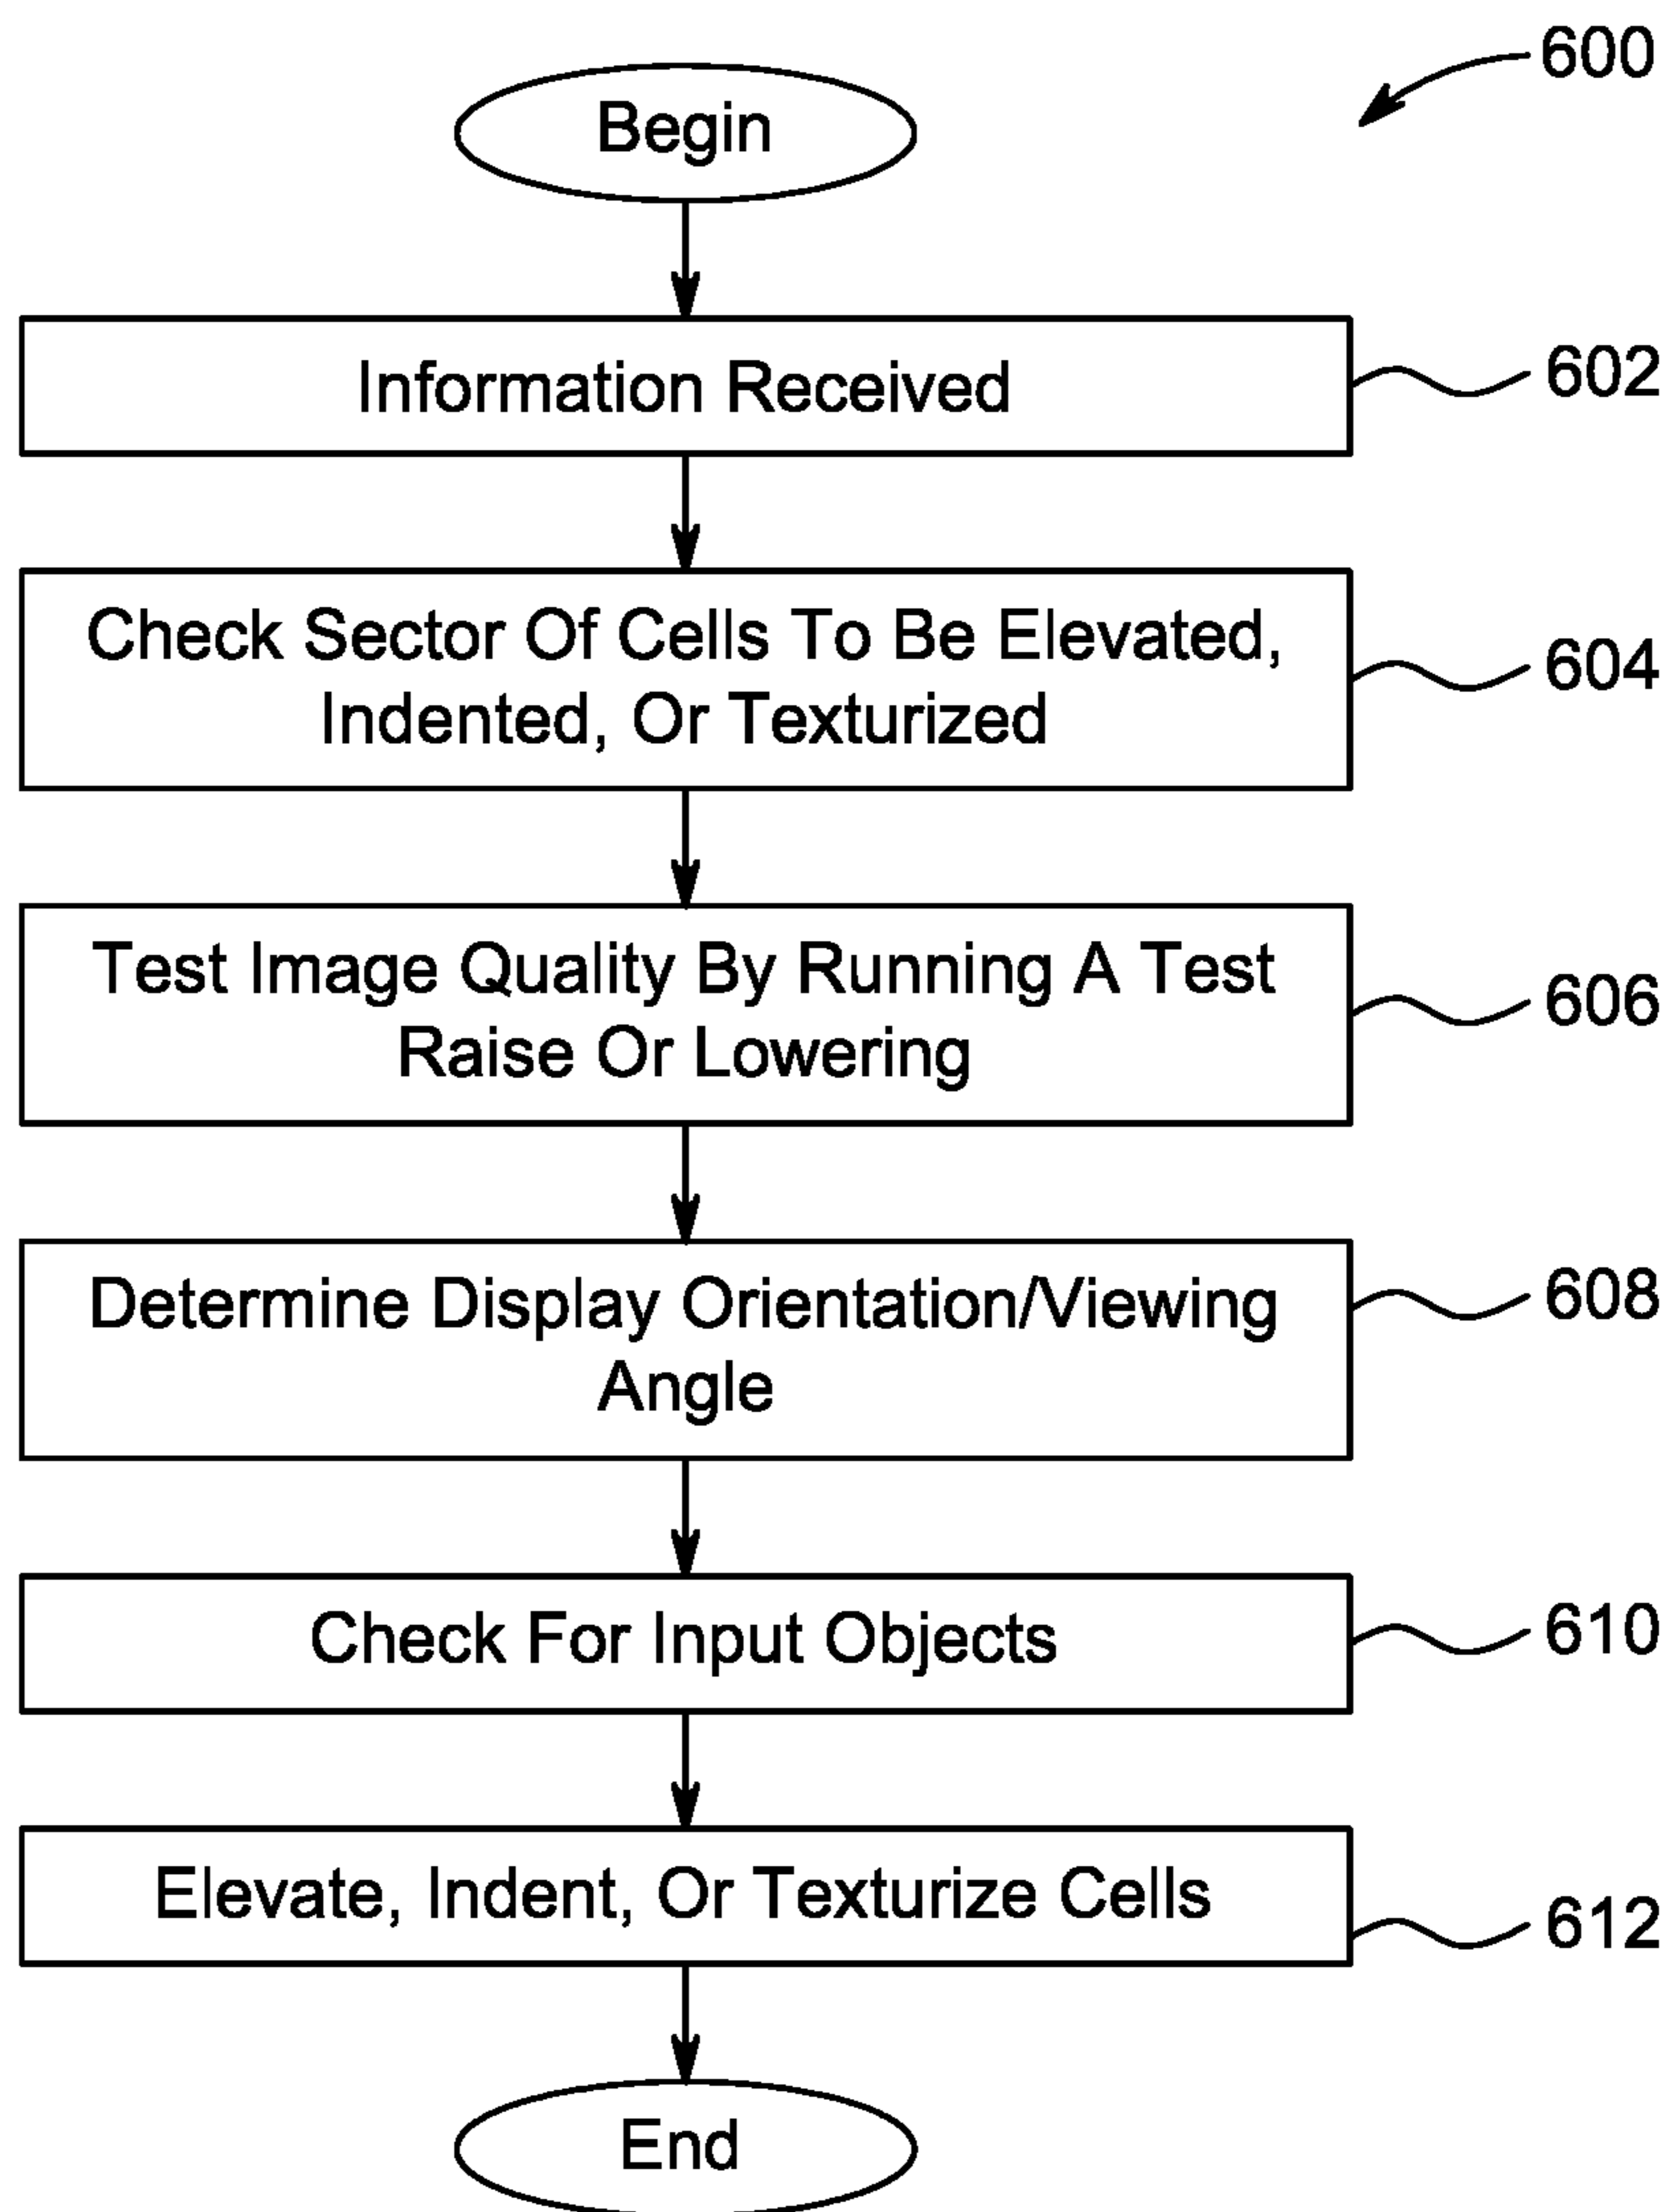 600
Begin
Information Received
602
Check Sector Of Cells To Be Elevated,
Indented, Or Texturized
604
Test Image Quality By Running A Test
Raise Or Lowering
606
Determine Display Orientation/Viewing
Angle
608
Check For Input Objects
610
Elevate, Indent, Or Texturize Cells
612
End